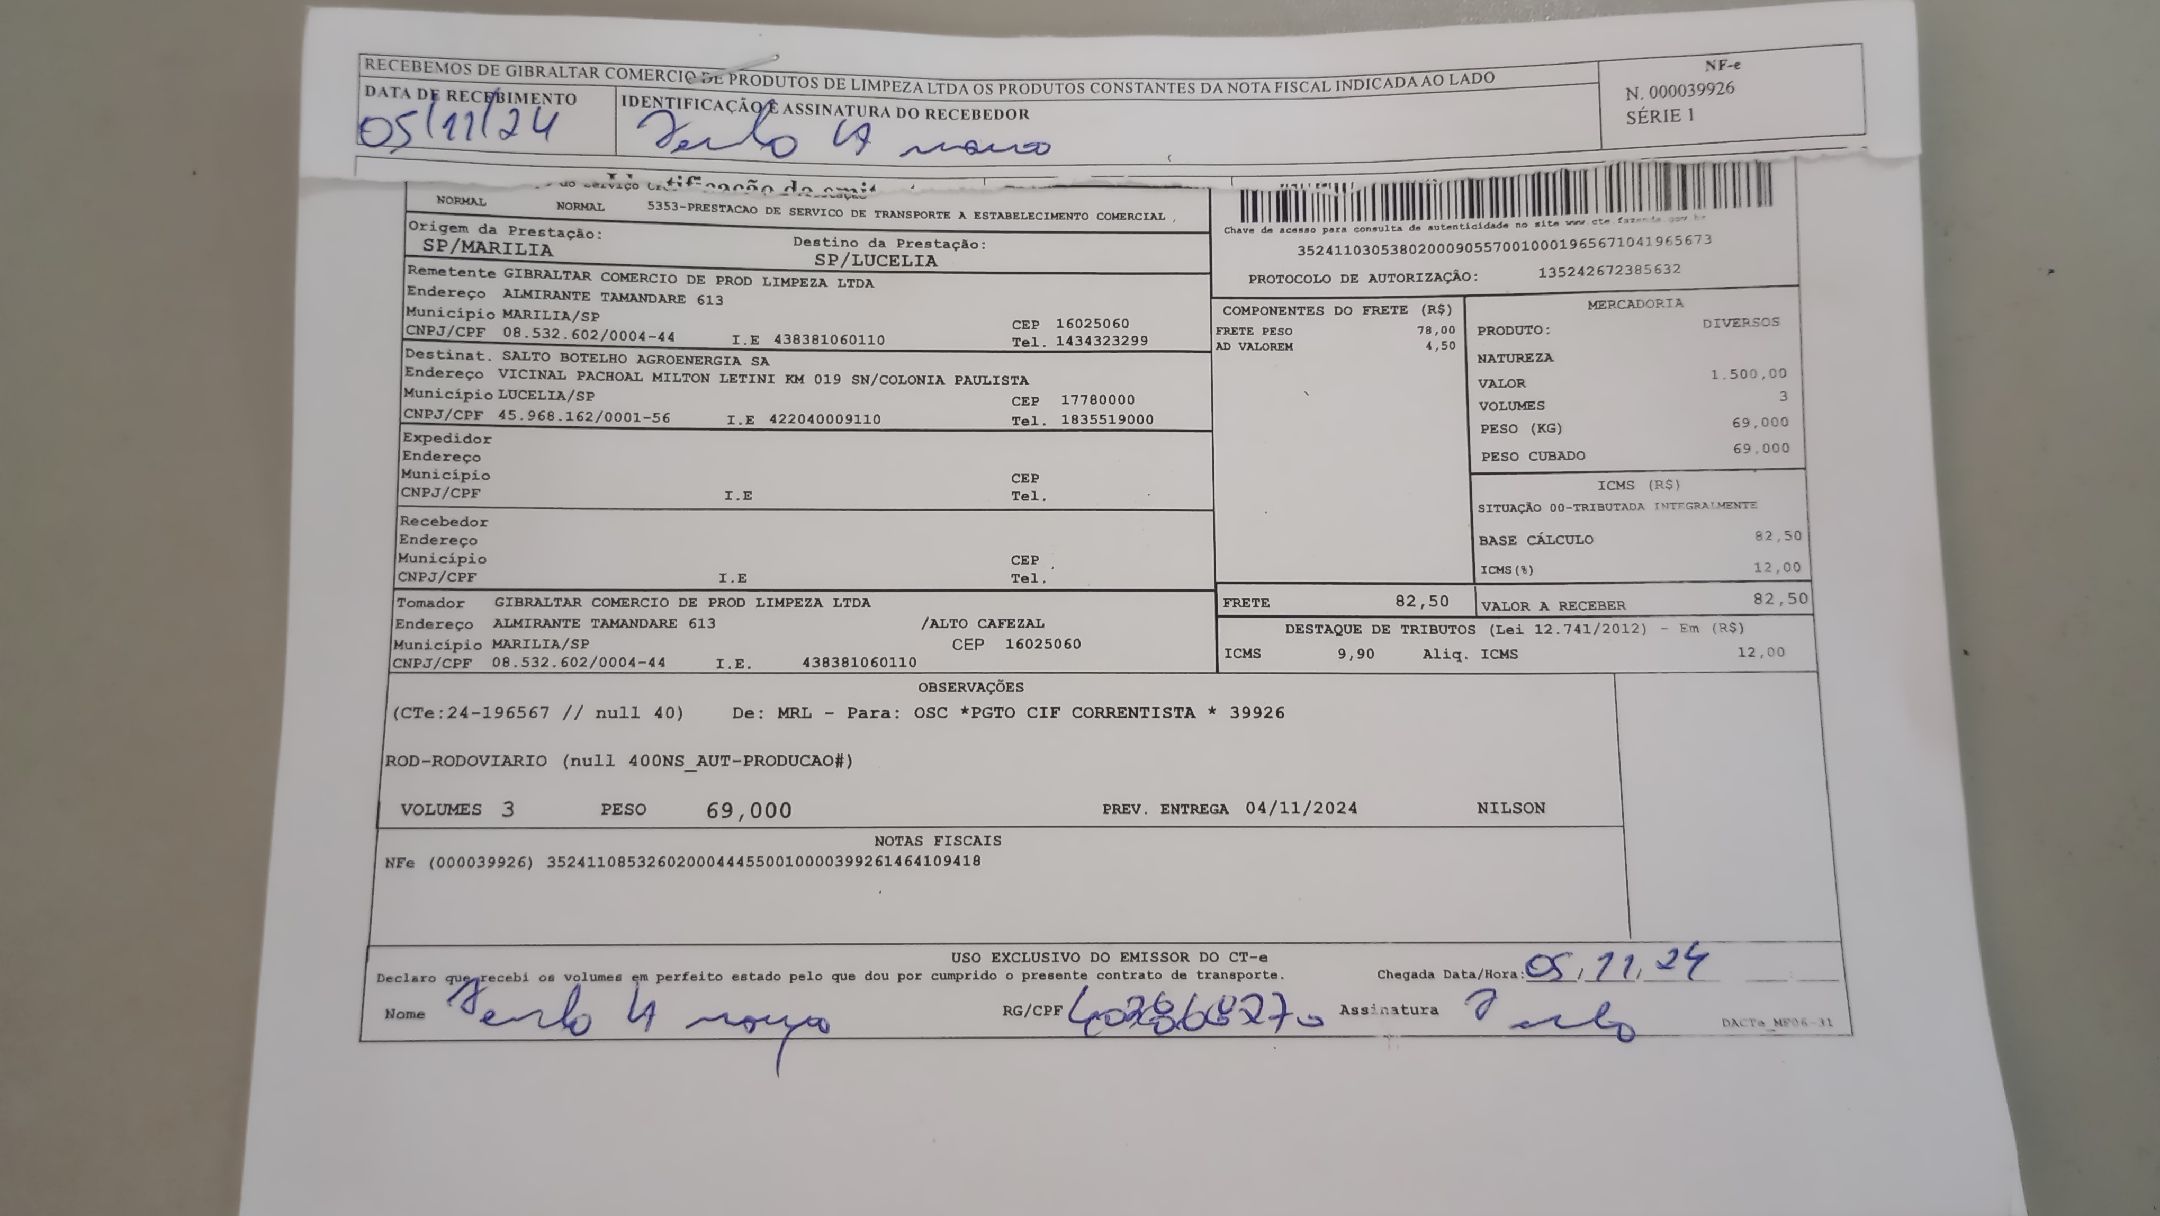 RECEBEMOS DE GIBRALTAR COMERCIO DE PRODUTOS DE LIMPEZA LTDA OS PRODUTOS CONSTANTES DA NOTA FISCAL INDICADA AO LADO
DATA DE RECEBIMENTO
05/11/24
IDENTIFICAÇÃO E ASSINATURA DO RECEBEDOR
NF-e
N. 000039926
SÉRIE 1
NORMAL NORMAL 5353-PRESTACAO DE SERVICO DE TRANSPORTE A ESTABELECIMENTO COMERCIAL
Origem da Prestação:
SP/MARILIA
Destino da Prestação:
SP/LUCELIA
Chave de acesso para consulta de autenticidade no site www.cte.fazenda.gov.br
35241103053802000905570010001965671041965673
PROTOCOLO DE AUTORIZAÇÃO: 135242672385632
Remetente GIBRALTAR COMERCIO DE PROD LIMPEZA LTDA
Endereço ALMIRANTE TAMANDARE 613
Município MARILIA/SP CEP 16025060
CNPJ/CPF 08.532.602/0004-44 I.E 438381060110 Tel. 1434323299
Destinat. SALTO BOTELHO AGROENERGIA SA
Endereço VICINAL PACHOAL MILTON LETINI KM 019 SN/COLONIA PAULISTA
Município LUCELIA/SP CEP 17780000
CNPJ/CPF 45.968.162/0001-56 I.E 422040009110 Tel. 1835519000
Expedidor
Endereço
Município CEP
CNPJ/CPF I.E Tel.
Recebedor
Endereço
Município CEP
CNPJ/CPF I.E Tel.
Tomador GIBRALTAR COMERCIO DE PROD LIMPEZA LTDA
Endereço ALMIRANTE TAMANDARE 613 /ALTO CAFEZAL
Município MARILIA/SP CEP 16025060
CNPJ/CPF 08.532.602/0004-44 I.E. 438381060110
COMPONENTES DO FRETE (R$)
FRETE PESO 78,00
AD VALOREM 4,50
MERCADORIA
PRODUTO: DIVERSOS
NATUREZA
VALOR 1.500,00
VOLUMES 3
PESO (KG) 69,000
PESO CUBADO 69,000
ICMS (R$)
SITUAÇÃO 00-TRIBUTADA INTEGRALMENTE
BASE CÁLCULO 82,50
ICMS(%) 12,00
FRETE 82,50 VALOR A RECEBER 82,50
DESTAQUE DE TRIBUTOS (Lei 12.741/2012) - Em (R$)
ICMS 9,90 Aliq. ICMS 12,00
OBSERVAÇÕES
(CTe:24-196567 // null 40) De: MRL - Para: OSC *PGTO CIF CORRENTISTA * 39926
ROD-RODOVIARIO (null 400NS_AUT-PRODUCAO#)
VOLUMES 3 PESO 69,000 PREV. ENTREGA 04/11/2024 NILSON
NOTAS FISCAIS
NFe (000039926) 35241108532602000444550010000399261464109418
USO EXCLUSIVO DO EMISSOR DO CT-e
Declaro que recebi os volumes em perfeito estado pelo que dou por cumprido o presente contrato de transporte. Chegada Data/Hora: 05/11/24
Nome RG/CPF Assinatura
DACTe_MF06-31